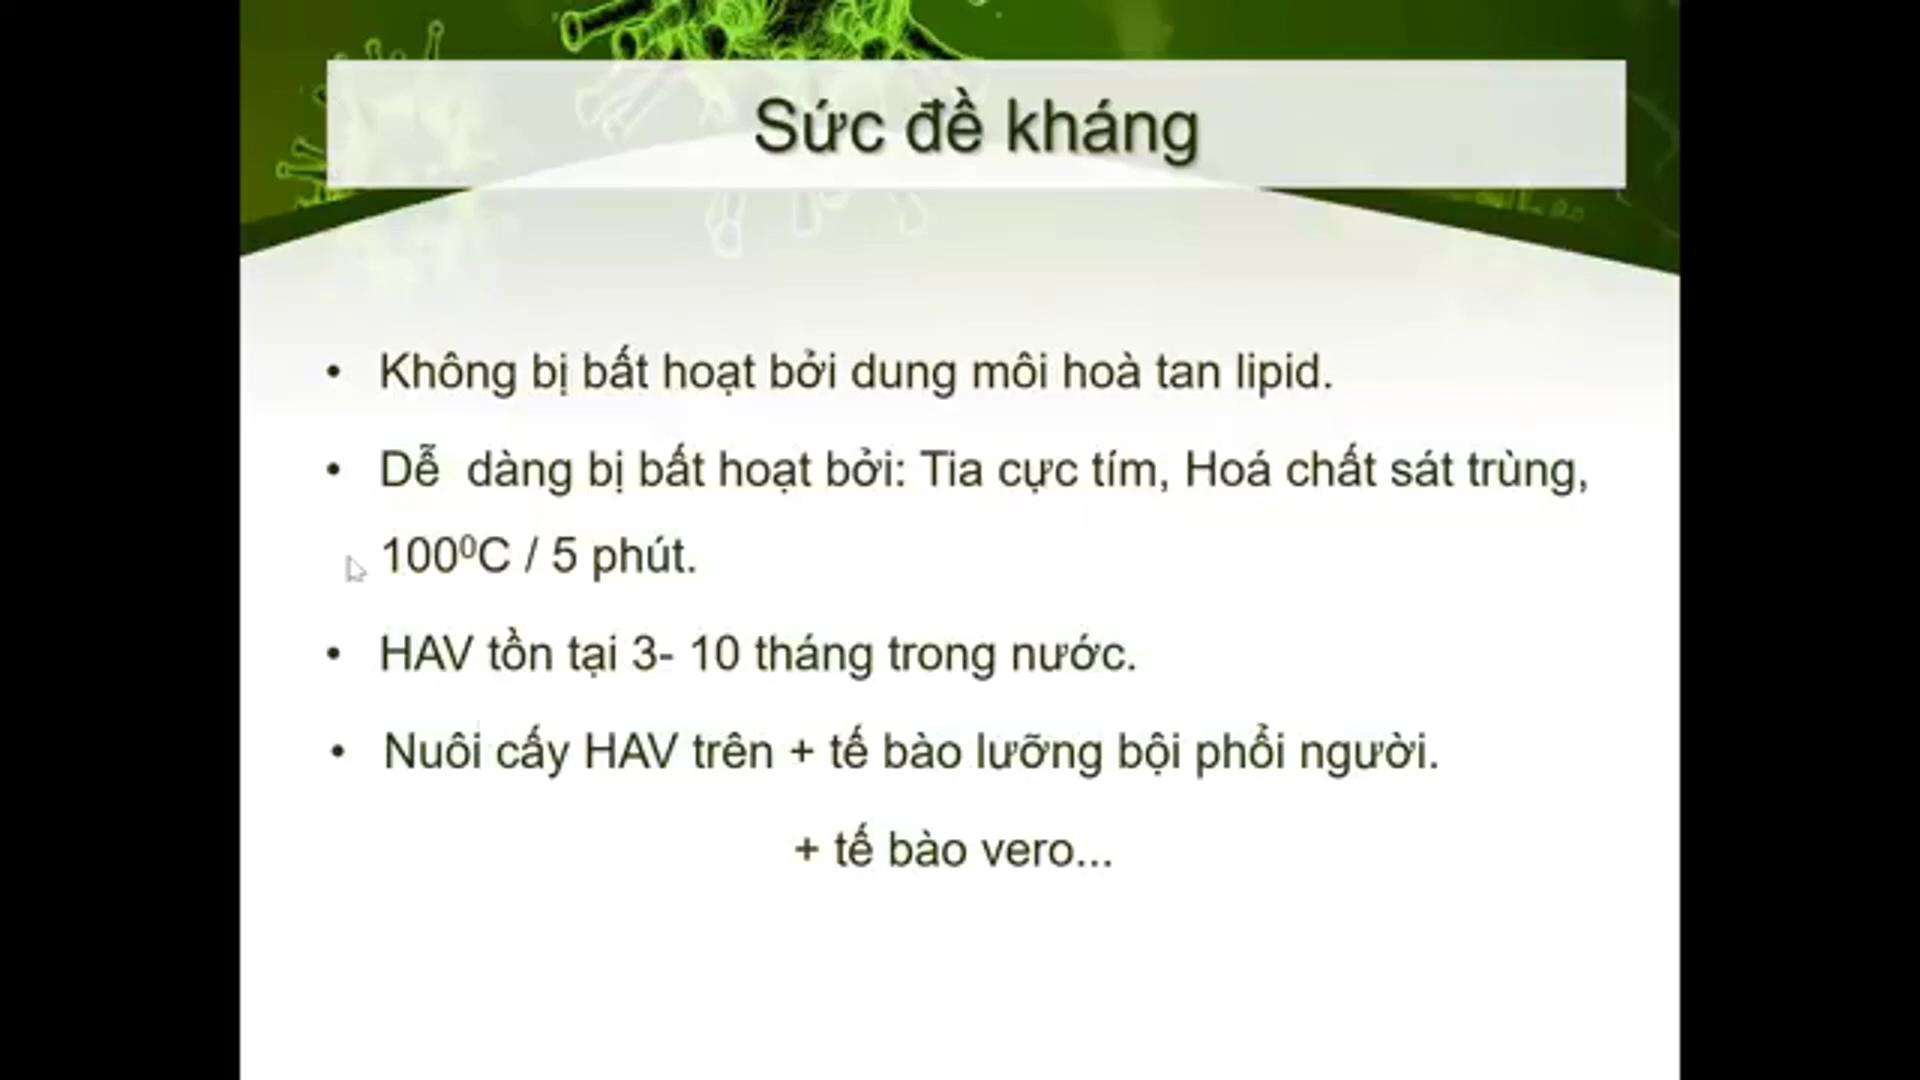 Sức đề kháng
• Không bị bất hoạt bởi dung môi hoà tan lipid.
• Dễ  dàng bị bất hoạt bởi: Tia cực tím, Hoá chất sát trùng,
100⁰C / 5 phút.
• HAV tồn tại 3- 10 tháng trong nước.
• Nuôi cấy HAV trên + tế bào lưỡng bội phổi người.
+ tế bào vero...